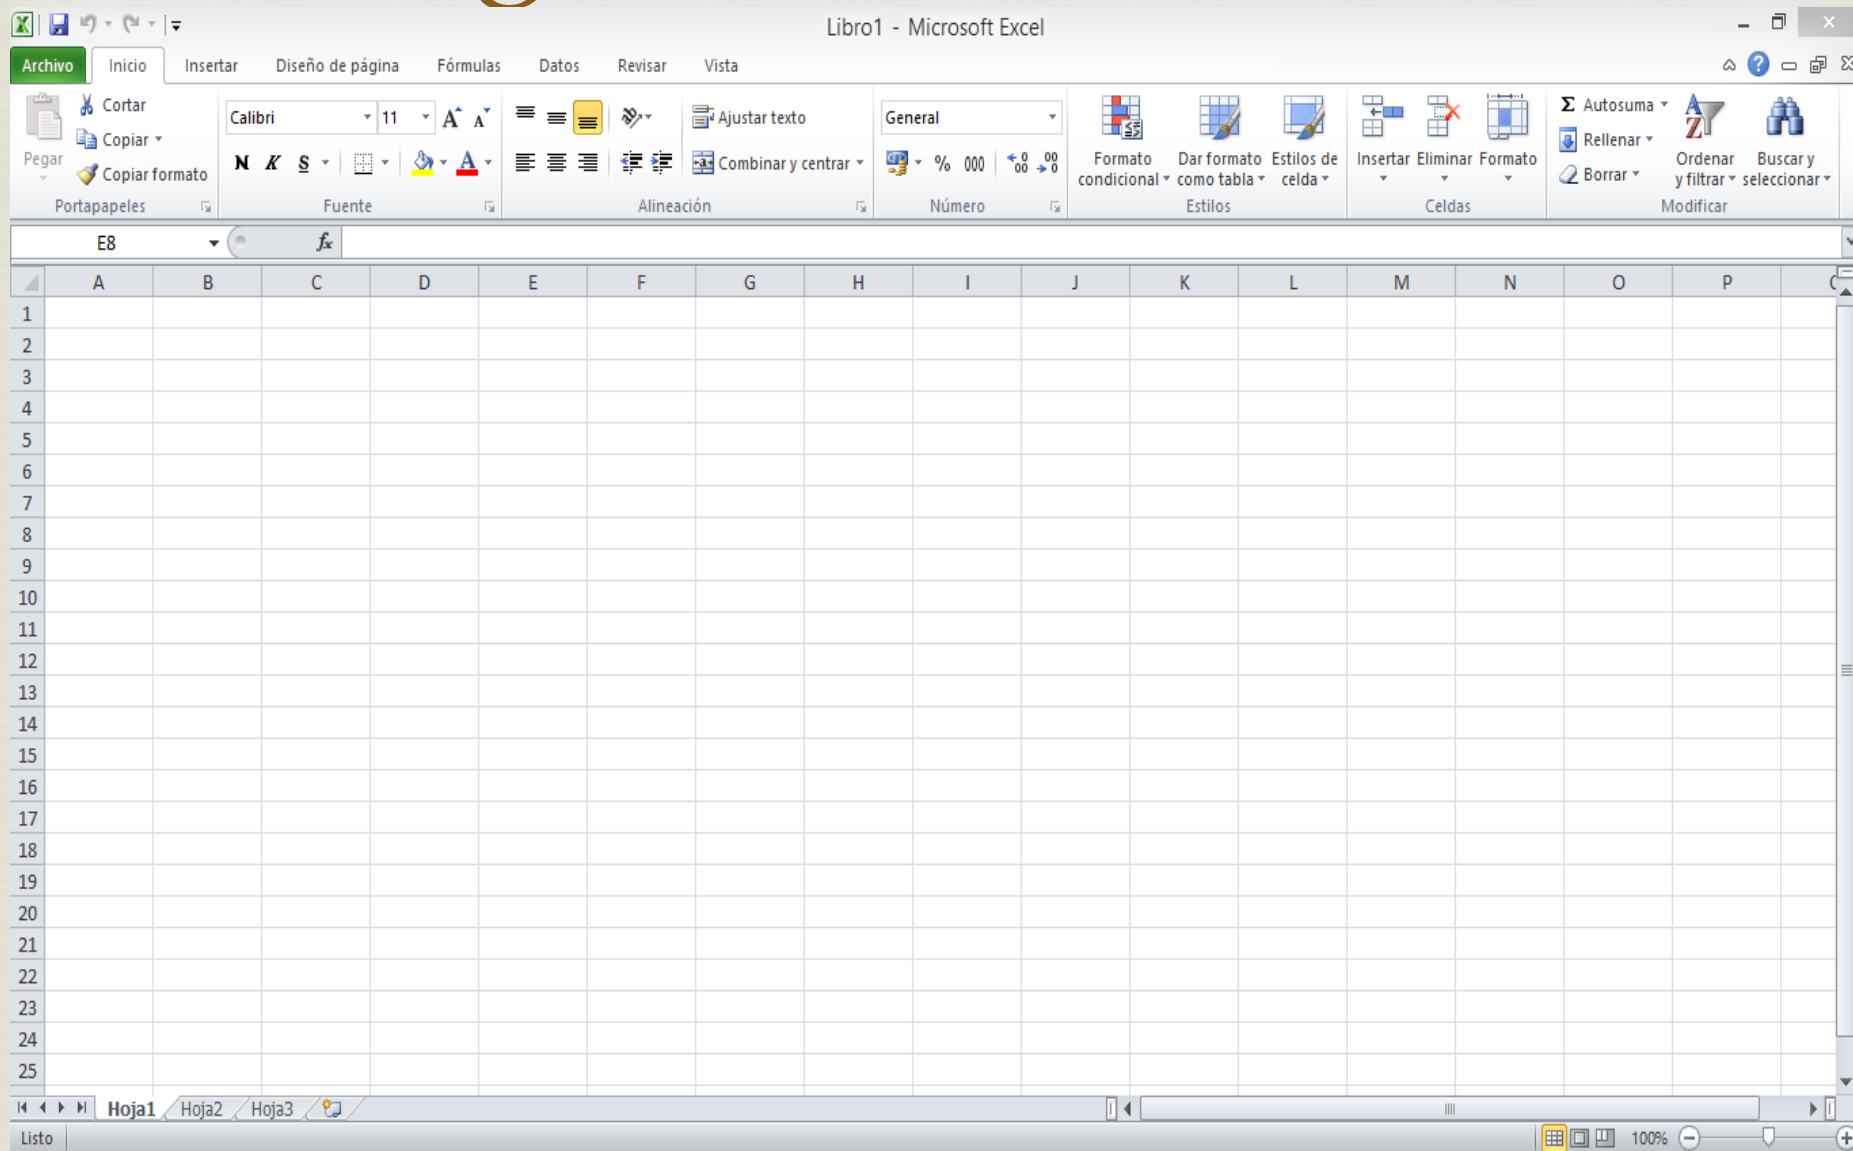 Libro1 - Microsoft Excel
Archivo Inicio Insertar Diseño de página Fórmulas Datos Revisar Vista
Pegar
Cortar
Copiar
Copiar formato
Portapapeles
Calibri 11 A A
N K S A
Fuente
Ajustar texto
Combinar y centrar
Alineación
General
% 000
Número
Formato condicional
Dar formato como tabla
Estilos de celda
Estilos
Insertar Eliminar Formato
Celdas
Σ Autosuma
Rellenar
Borrar
Ordenar y filtrar
Buscar y seleccionar
Modificar
E8 fx
A B C D E F G H I J K L M N O P
1
2
3
4
5
6
7
8
9
10
11
12
13
14
15
16
17
18
19
20
21
22
23
24
25
Hoja1 Hoja2 Hoja3
Listo 100%